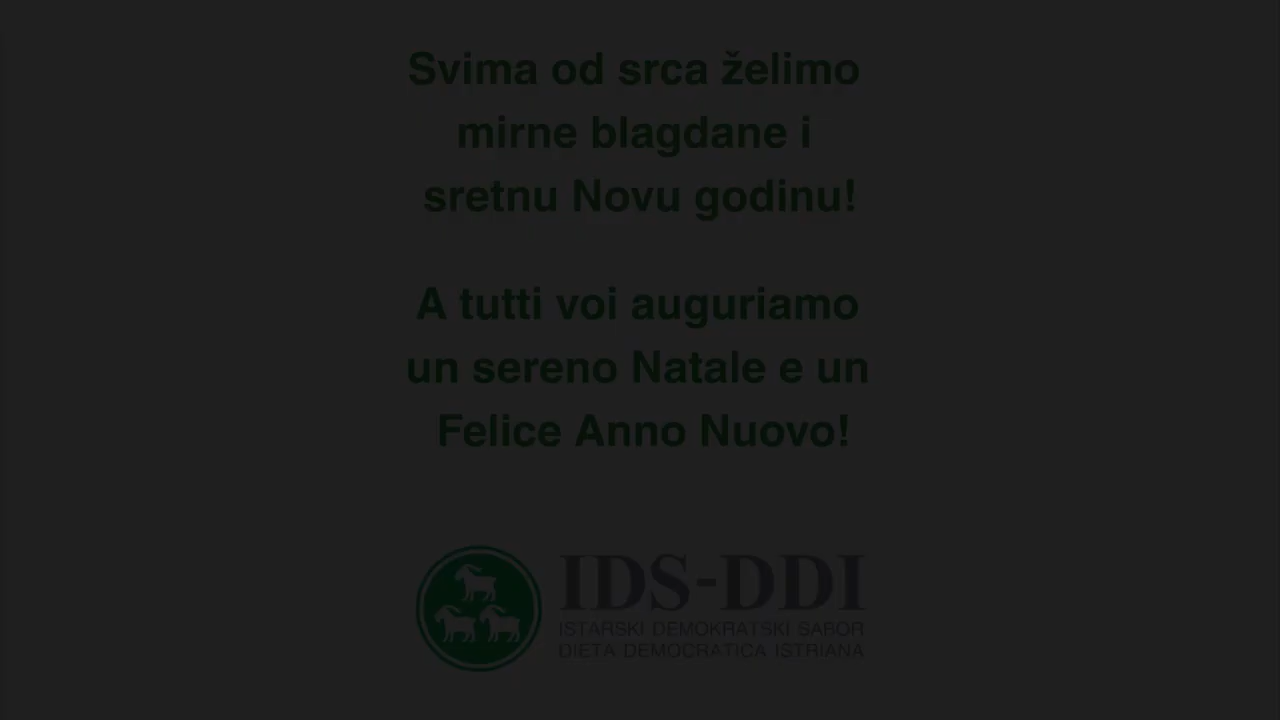 Svima od srca želimo
mirne blagdane i
sretnu Novu godinu!
A tutti voi auguriamo
un sereno Natale e un
Felice Anno Nuovo!
IDS-DDI
ISTARSKI DEMOKRATSKI SABOR
DIETA DEMOCRATICA ISTRIANA